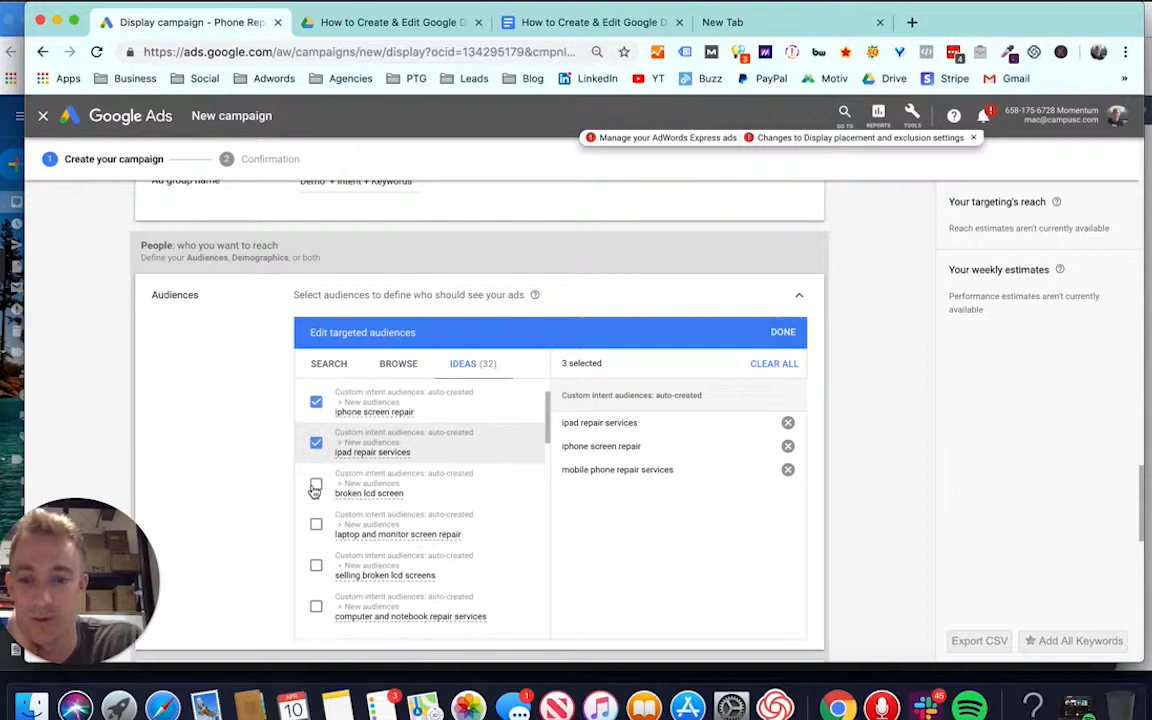 Display campaign - Phone Rep
How to Create & Edit Google D
How to Create & Edit Google D
New Tab
https://ads.google.com/aw/campaigns/new/display?ocid=134295179&cmpnl...
Apps
Business
Social
Adwords
Agencies
PTG
Leads
Blog
LinkedIn
YT
Buzz
PayPal
Motiv
Drive
Stripe
Gmail
»
Google Ads
New campaign
GO TO
REPORTS
TOOLS
658-175-6728 Momentum
mac@campusc.com
Manage your AdWords Express ads
Changes to Display placement and exclusion settings
1
Create your campaign
2
Confirmation
Ad group name
Demo + Intent + Keywords
Your targeting's reach
Reach estimates aren't currently available
People: who you want to reach
Define your Audiences, Demographics, or both
Your weekly estimates
Performance estimates aren't currently
available
Audiences
Select audiences to define who should see your ads
Edit targeted audiences
DONE
SEARCH
BROWSE
IDEAS (32)
3 selected
CLEAR ALL
Custom intent audiences: auto-created
> New audiences
iphone screen repair
Custom intent audiences: auto-created
> New audiences
ipad repair services
Custom intent audiences: auto-created
> New audiences
broken lcd screen
Custom intent audiences: auto-created
> New audiences
laptop and monitor screen repair
Custom intent audiences: auto-created
> New audiences
selling broken lcd screens
Custom intent audiences: auto-created
> New audiences
computer and notebook repair services
Custom intent audiences: auto-created
ipad repair services
iphone screen repair
mobile phone repair services
Export CSV
Add All Keywords
APR
10
3
1
45